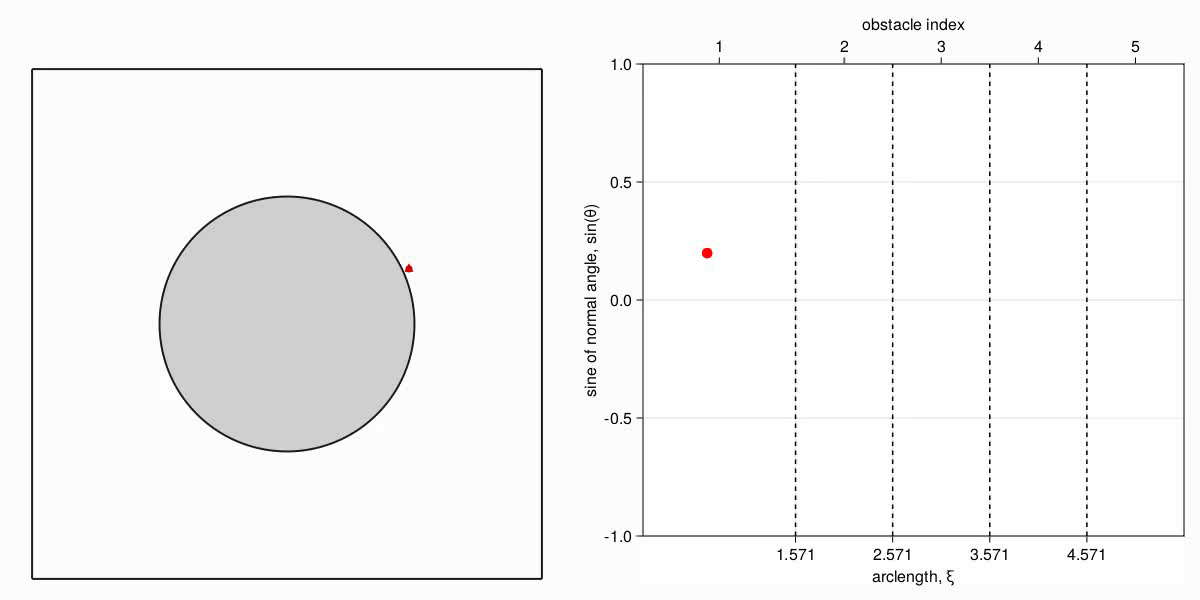 obstacle index
1 2 3 4 5
1.0
0.5
0.0
-0.5
-1.0
sine of normal angle, sin(θ)
1.571 2.571 3.571 4.571
arclength, ξ